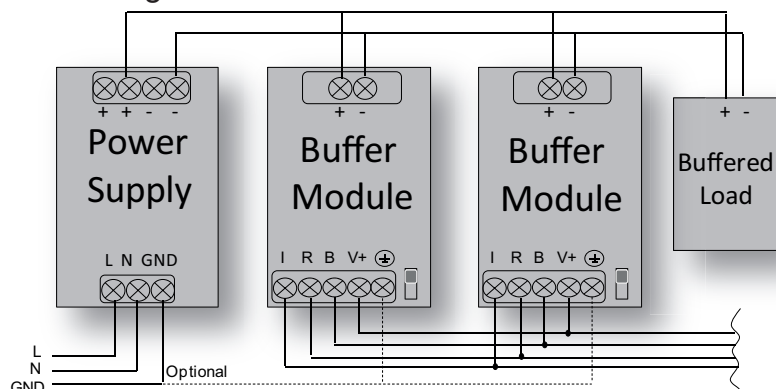 + + - -
Power
Supply
L N GND
+ -
Buffer
Module
I R B V+
+ -
Buffer
Module
I R B V+
+ -
Buffered
Load
L
N
GND
Optional